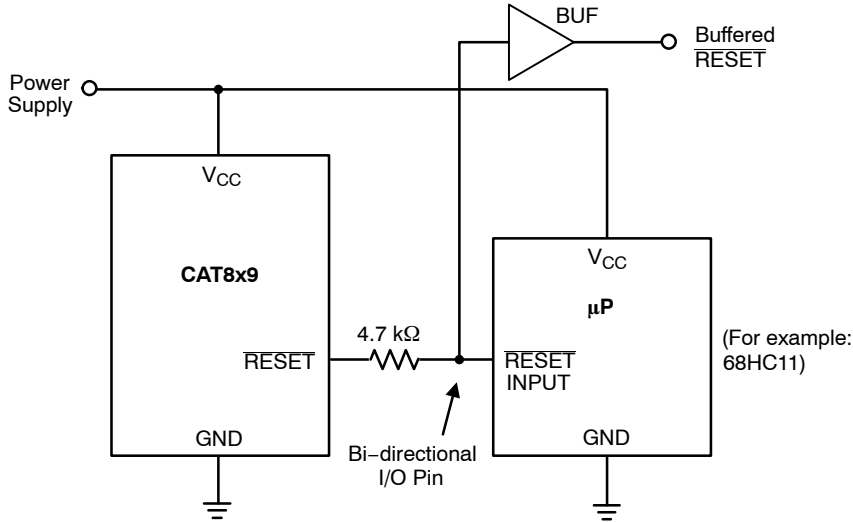 BUF
Buffered
RESET
Power
Supply
VCC
CAT8x9
RESET
GND
4.7 kΩ
Bi−directional
I/O Pin
VCC
μP
RESET
INPUT
GND
(For example:
68HC11)